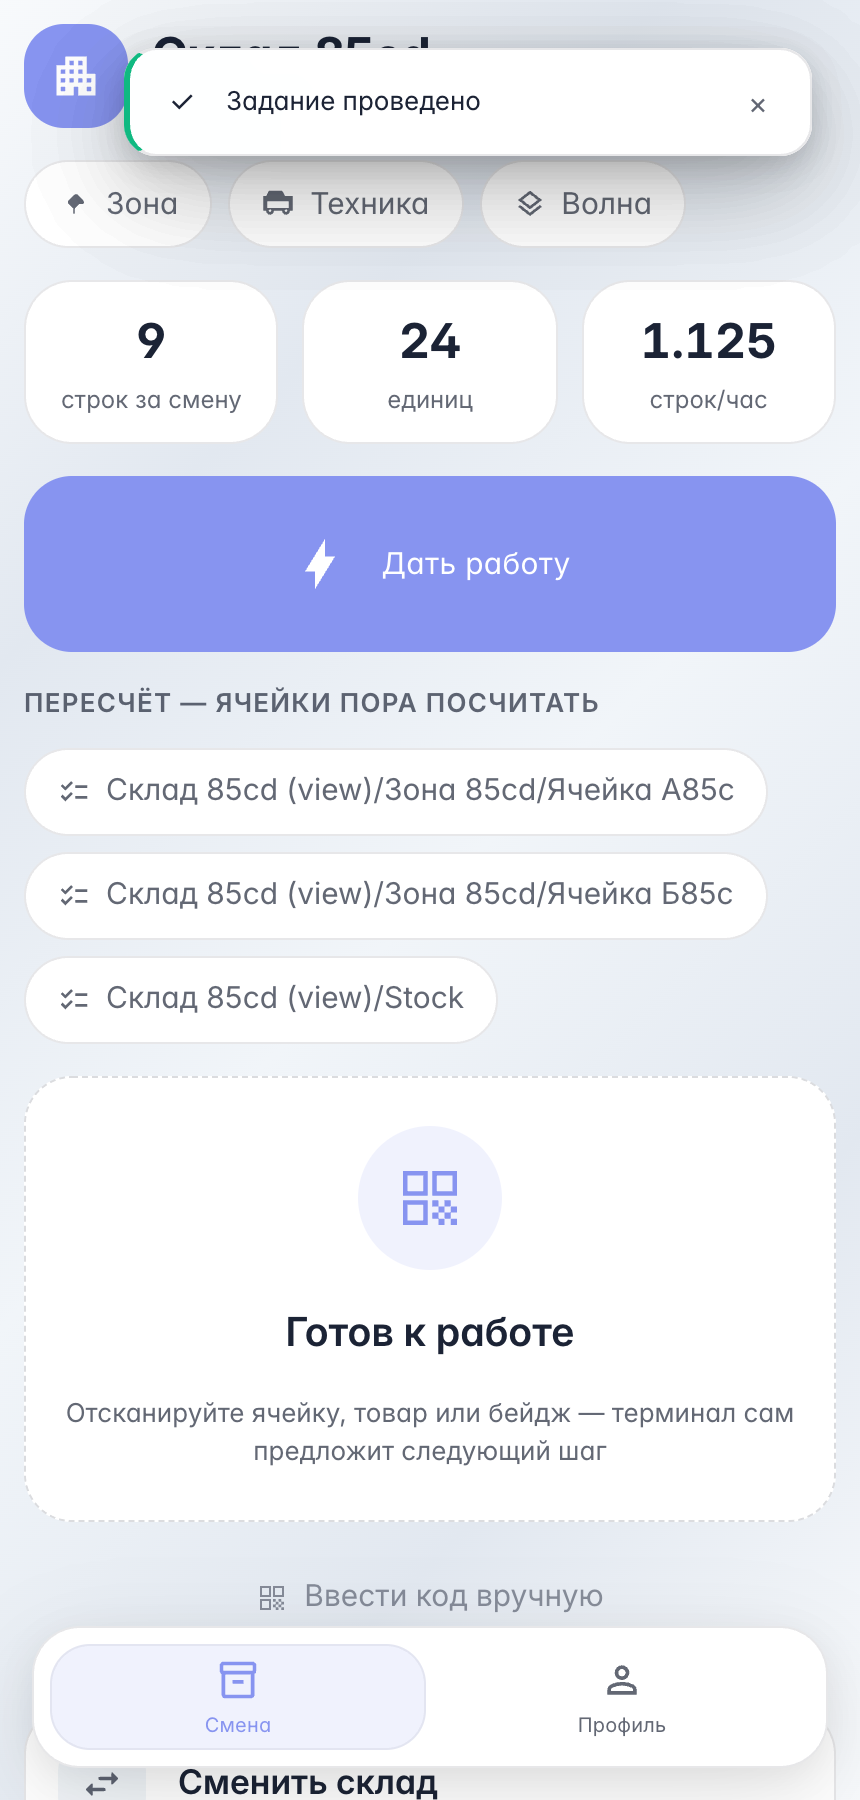 Склад 85cd
Задание проведено
Зона
Техника
Волна
9
24
1.125
строк за смену
единиц
строк/час
Дать работу
ПЕРЕСЧЁТ — ЯЧЕЙКИ ПОРА ПОСЧИТАТЬ
Склад 85cd (view)/Зона 85cd/Ячейка А85с
Склад 85cd (view)/Зона 85cd/Ячейка Б85с
Склад 85cd (view)/Stock
Готов к работе
Отсканируйте ячейку, товар или бейдж — терминал сам
предложит следующий шаг
Ввести код вручную
Смена
Профиль
Сменить склад